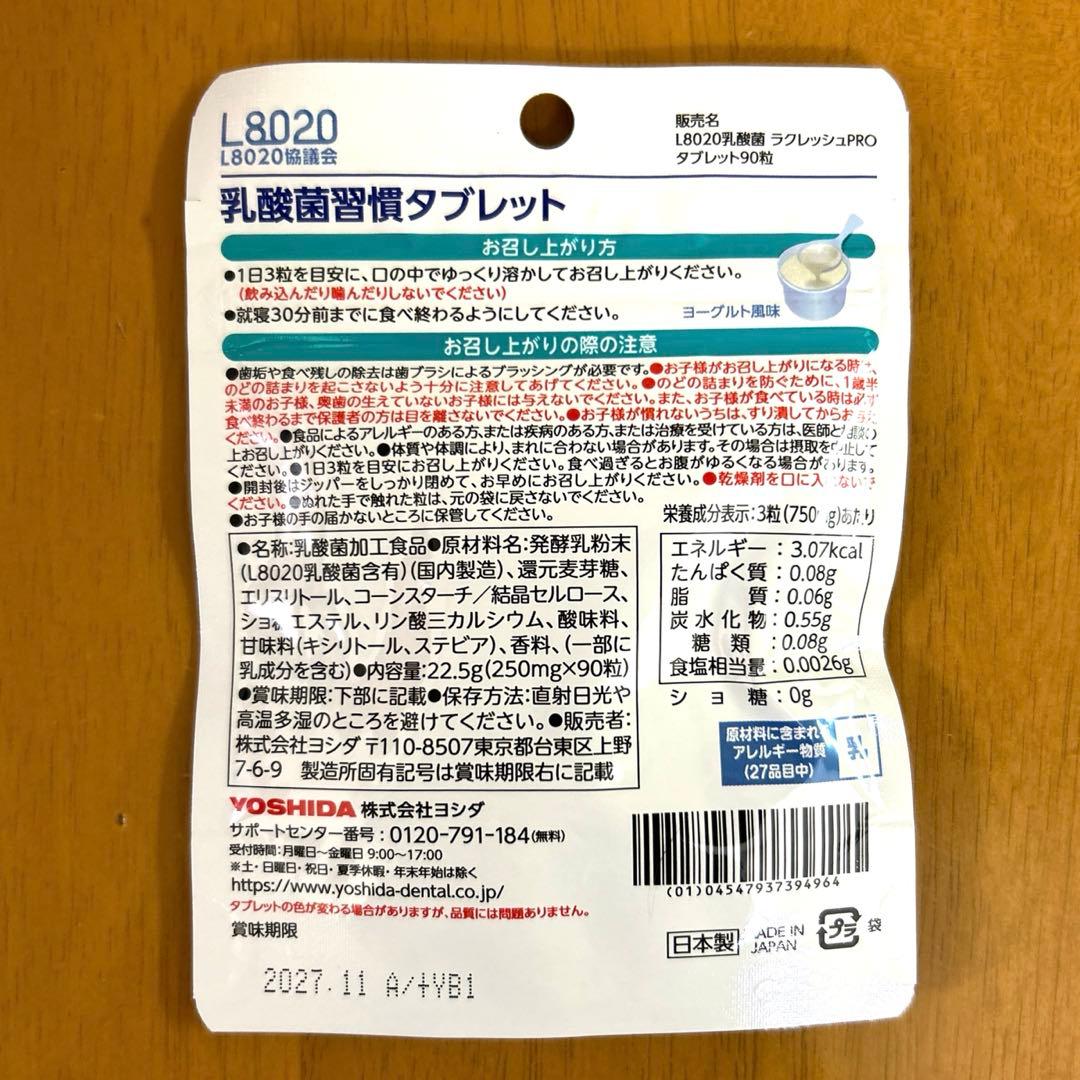 L8020
L8020協議会
販売名
L8020乳酸菌 ラクレッシュPRO
タブレット90粒
乳酸菌習慣タブレット
お召し上がり方
●1日3粒を目安に、口の中でゆっくり溶かしてお召し上がりください。
(飲み込んだり噛んだりしないでください)
●就寝30分前までに食べ終わるようにしてください。
ヨーグルト風味
お召し上がりの際の注意
●歯垢や食べ残しの除去は歯ブラシによるブラッシングが必要です。●お子様がお召し上がりになる時は、
のどの詰まりを起こさないよう十分に注意してあげてください。●のどの詰まりを防ぐために、1歳半
未満のお子様、奥歯の生えていないお子様には与えないでください。また、お子様が食べている時は必ず
食べ終わるまで保護者の方は目を離さないでください。●お子様が慣れないうちは、すり潰してからお与え
ください。●食品によるアレルギーのある方、または疾病のある方、または治療を受けている方は、医師と相談の
上お召し上がりください。●体質や体調により、まれに合わない場合があります。その場合は摂取を中止して
ください。●1日3粒を目安にお召し上がりください。食べ過ぎるとお腹がゆるくなる場合があります。
●開封後はジッパーをしっかり閉めて、お早めにお召し上がりください。●乾燥剤を口に入れないで
ください。●ぬれた手で触れた粒は、元の袋に戻さないでください。
●お子様の手の届かないところに保管してください。
栄養成分表示:3粒(750mg)あたり
エネルギー:3.07kcal
たんぱく質:0.08g
脂質:0.06g
炭水化物:0.55g
糖類:0.08g
食塩相当量:0.0026g
ショ糖:0g
●名称:乳酸菌加工食品●原材料名:発酵乳粉末
(L8020乳酸菌含有)(国内製造)、還元麦芽糖、
エリスリトール、コーンスターチ/結晶セルロース、
ショ糖エステル、リン酸三カルシウム、酸味料、
甘味料(キシリトール、ステビア)、香料、(一部に
乳成分を含む)●内容量:22.5g(250mg×90粒)
●賞味期限:下部に記載●保存方法:直射日光や
高温多湿のところを避けてください。●販売者:
株式会社ヨシダ〒110-8507東京都台東区上野
7-6-9 製造所固有記号は賞味期限右に記載
原材料に含まれる
アレルギー物質
(27品目中)
乳
YOSHIDA 株式会社ヨシダ
サポートセンター番号:0120-791-184(無料)
受付時間:月曜日~金曜日 9:00~17:00
※土・日曜日・祝日・夏季休暇・年末年始は除く
https://www.yoshida-dental.co.jp/
タブレットの色が変わる場合がありますが、品質には問題ありません。
(01)04547937394964
賞味期限
日本製
MADE IN
JAPAN
プラ
袋
2027.11 A/+YB1